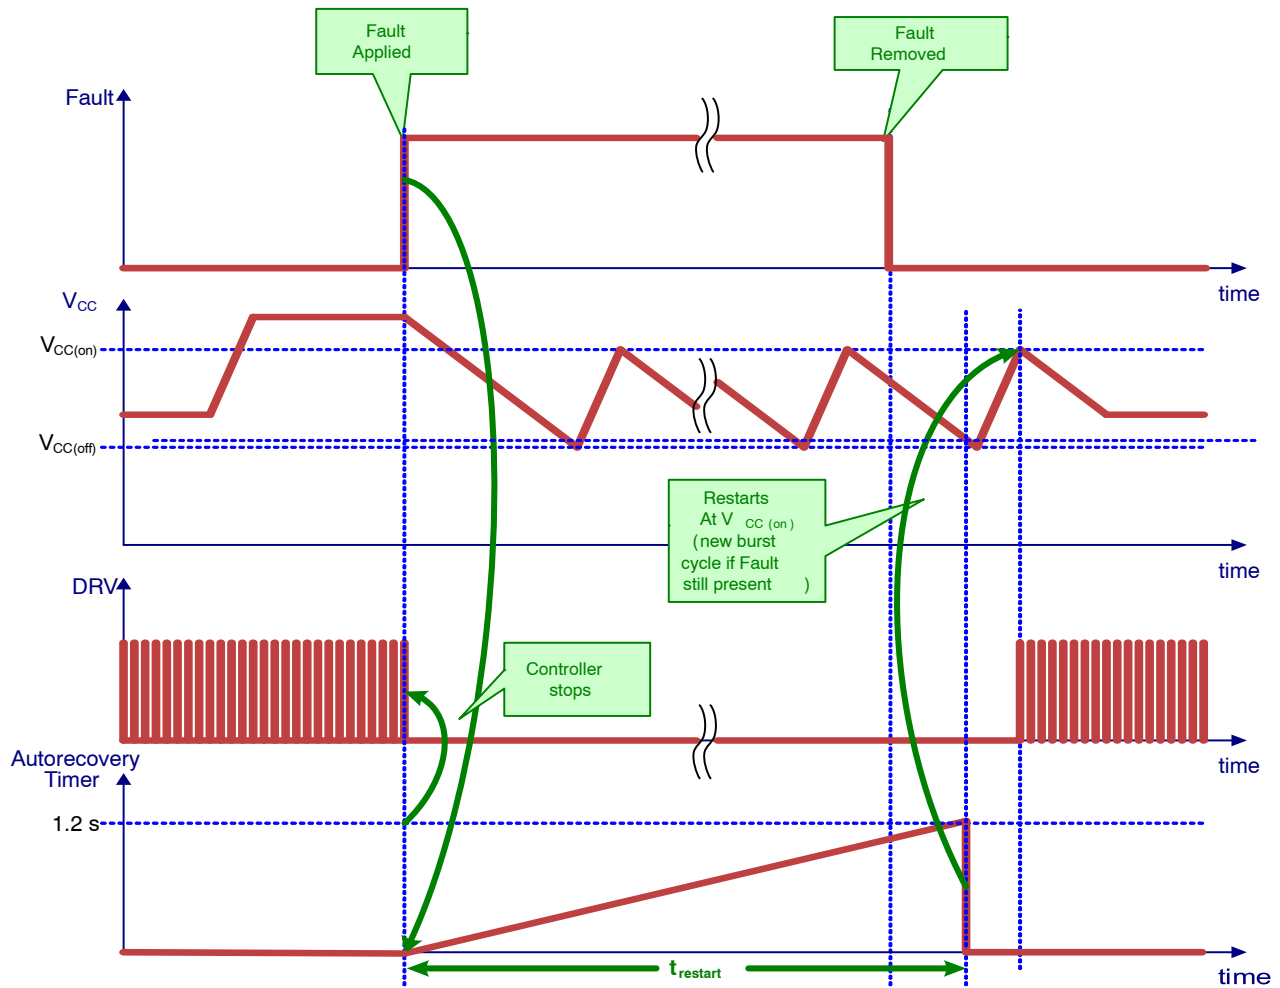 Fault
Applied
Fault
Removed
Fault
time
VCC
VCC(on)
VCC(off)
Restarts
At V CC (on)
(new burst
cycle if Fault
still present )
time
DRV
Controller
stops
time
Autorecovery
Timer
1.2 s
trestart
time